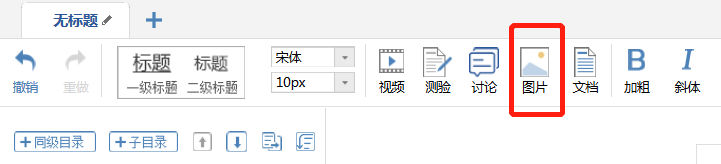 无标题
标题 标题 宋体
一级标题 二级标题 10px
撤销 重做 视频 测验 讨论 图片 文档 B 加粗 I 斜体
+同级目录 +子目录